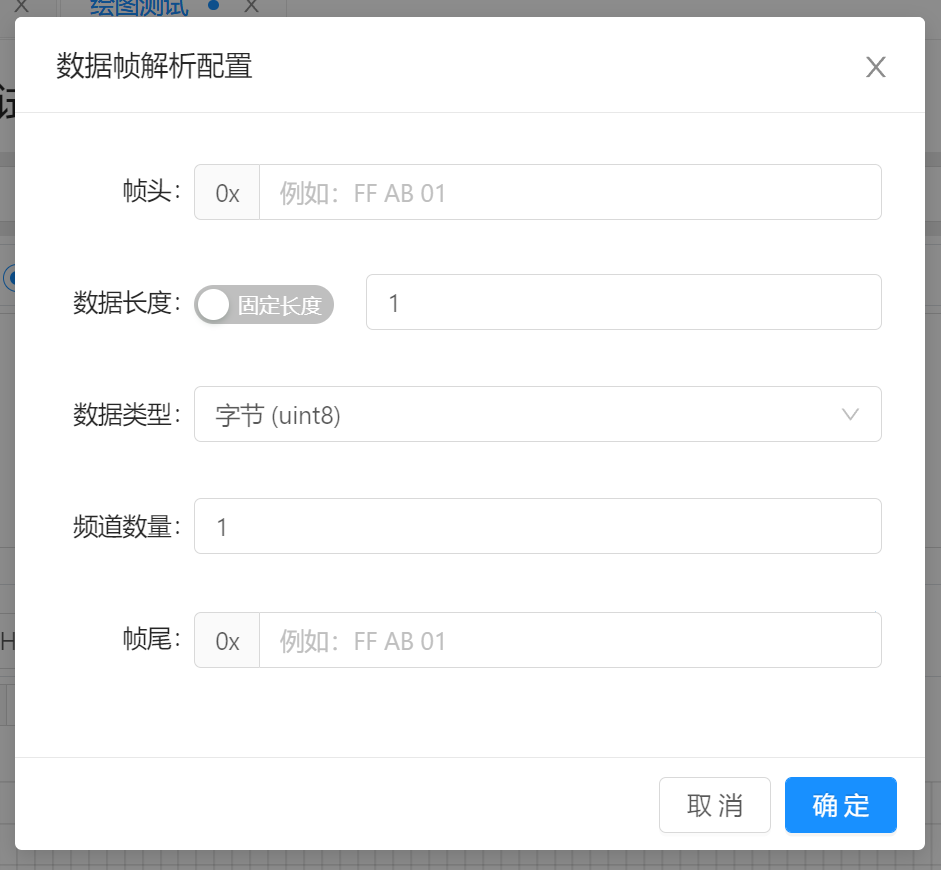 绘图测试
试
数据帧解析配置
帧头：
0x
例如：FF AB 01
数据长度：
固定长度
1
数据类型：
字节 (uint8)
频道数量：
1
帧尾：
0x
例如：FF AB 01
H
取 消
确 定